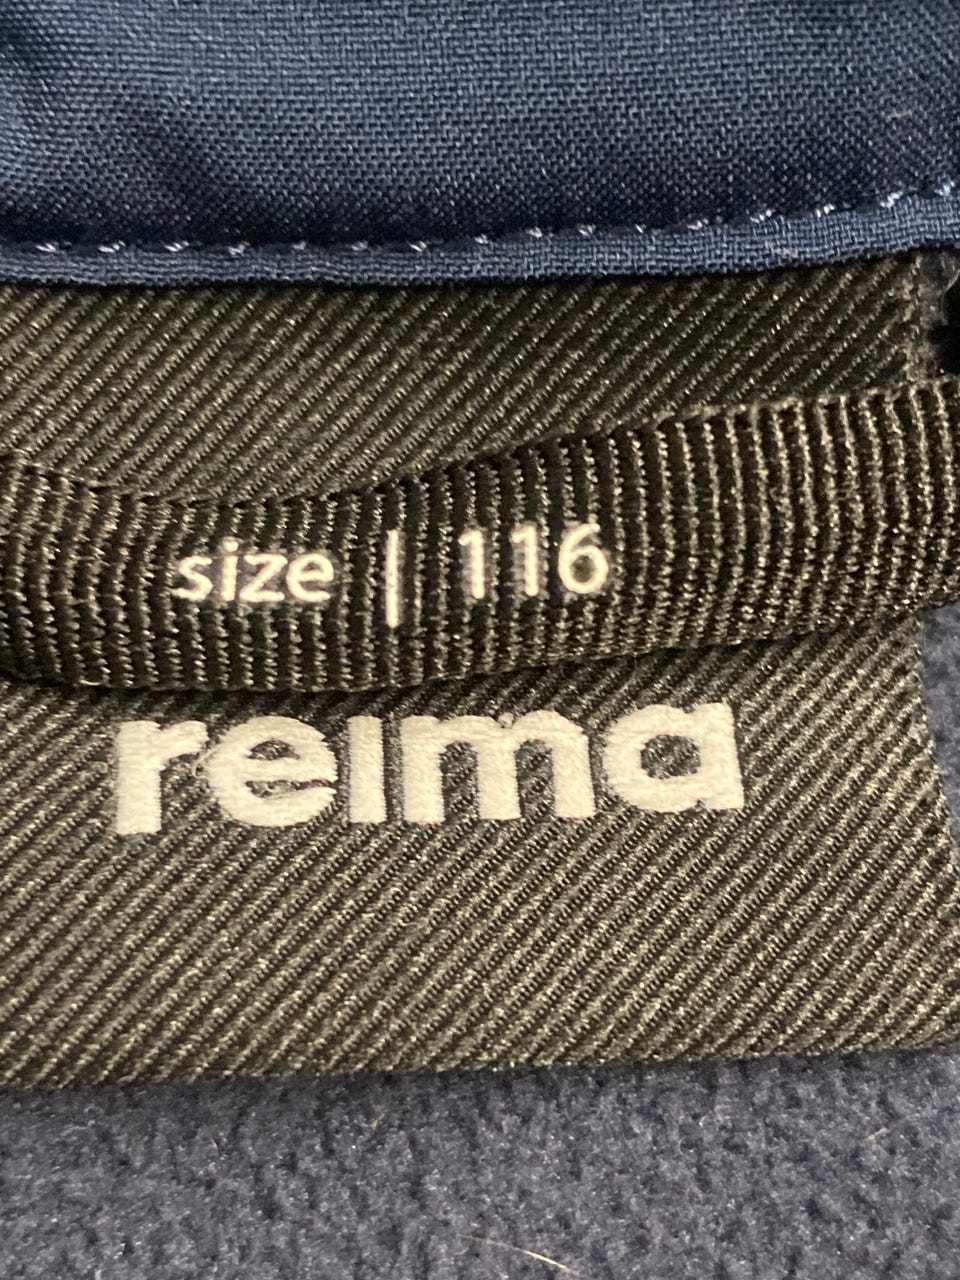 size | 116
reima